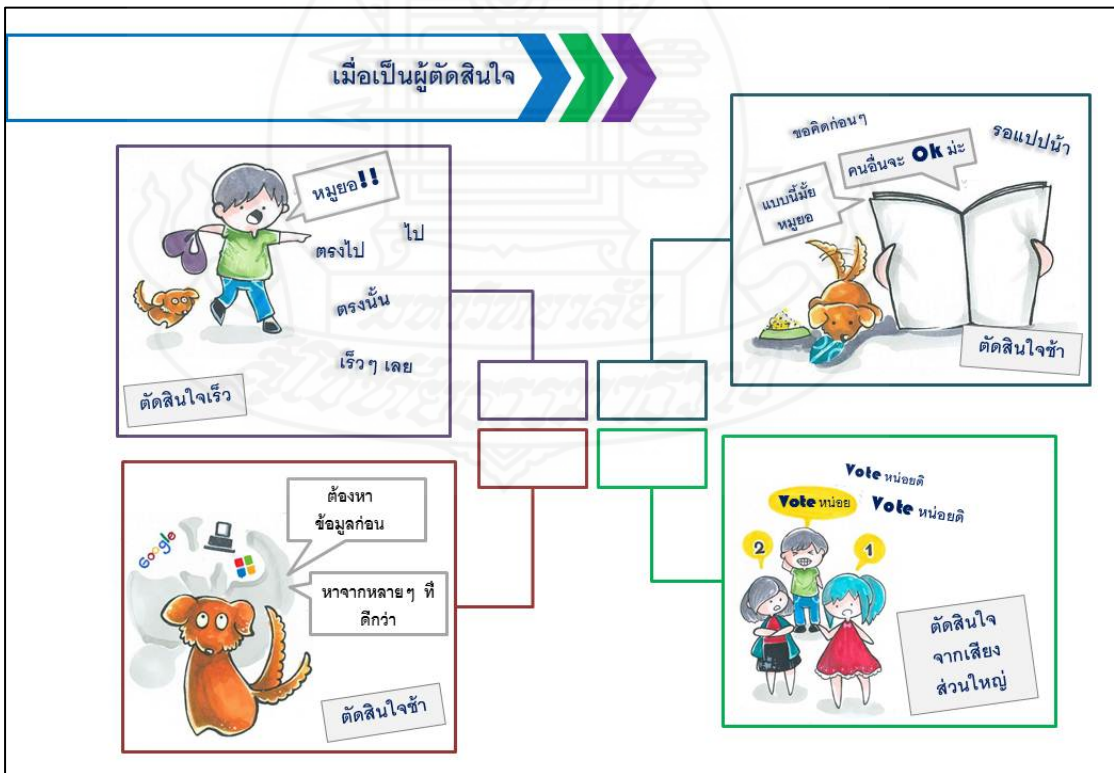 เมื่อเป็นผู้ตัดสินใจ
หมูยอ!!
ไป
ตรงไป
ตรงนั้น
เร็วๆ เลย
ตัดสินใจเร็ว
ขอคิดก่อนๆ
รอแปปน้า
คนอื่นจะ Ok ม่ะ
แบบนี้มั้ย
หมูยอ
ตัดสินใจช้า
ต้องหา
ข้อมูลก่อน
Google
หาจากหลายๆ ที่
ดีกว่า
ตัดสินใจช้า
Vote หน่อยดิ
Vote หน่อย
Vote หน่อยดิ
2
1
ตัดสินใจ
จากเสียง
ส่วนใหญ่